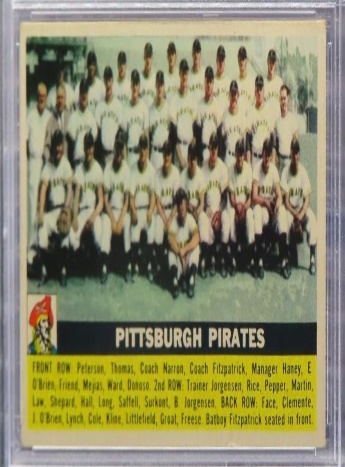 PITTSBURGH PIRATES
FRONT ROW: Peterson, Thomas, Coach Narron, Coach Fitzpatrick, Manager Haney, E
O'Brien, Friend, Mejias, Ward, Donoso. 2nd ROW: Trainer Jorgensen, Rice, Pepper, Martin,
Law, Shepard, Hall, Long, Saffell, Surkont, B. Jorgensen. BACK ROW: Face, Clemente,
J. O'Brien, Lynch, Cole, Kline, Littlefield, Groat, Freese. Batboy Fitzpatrick seated in front.